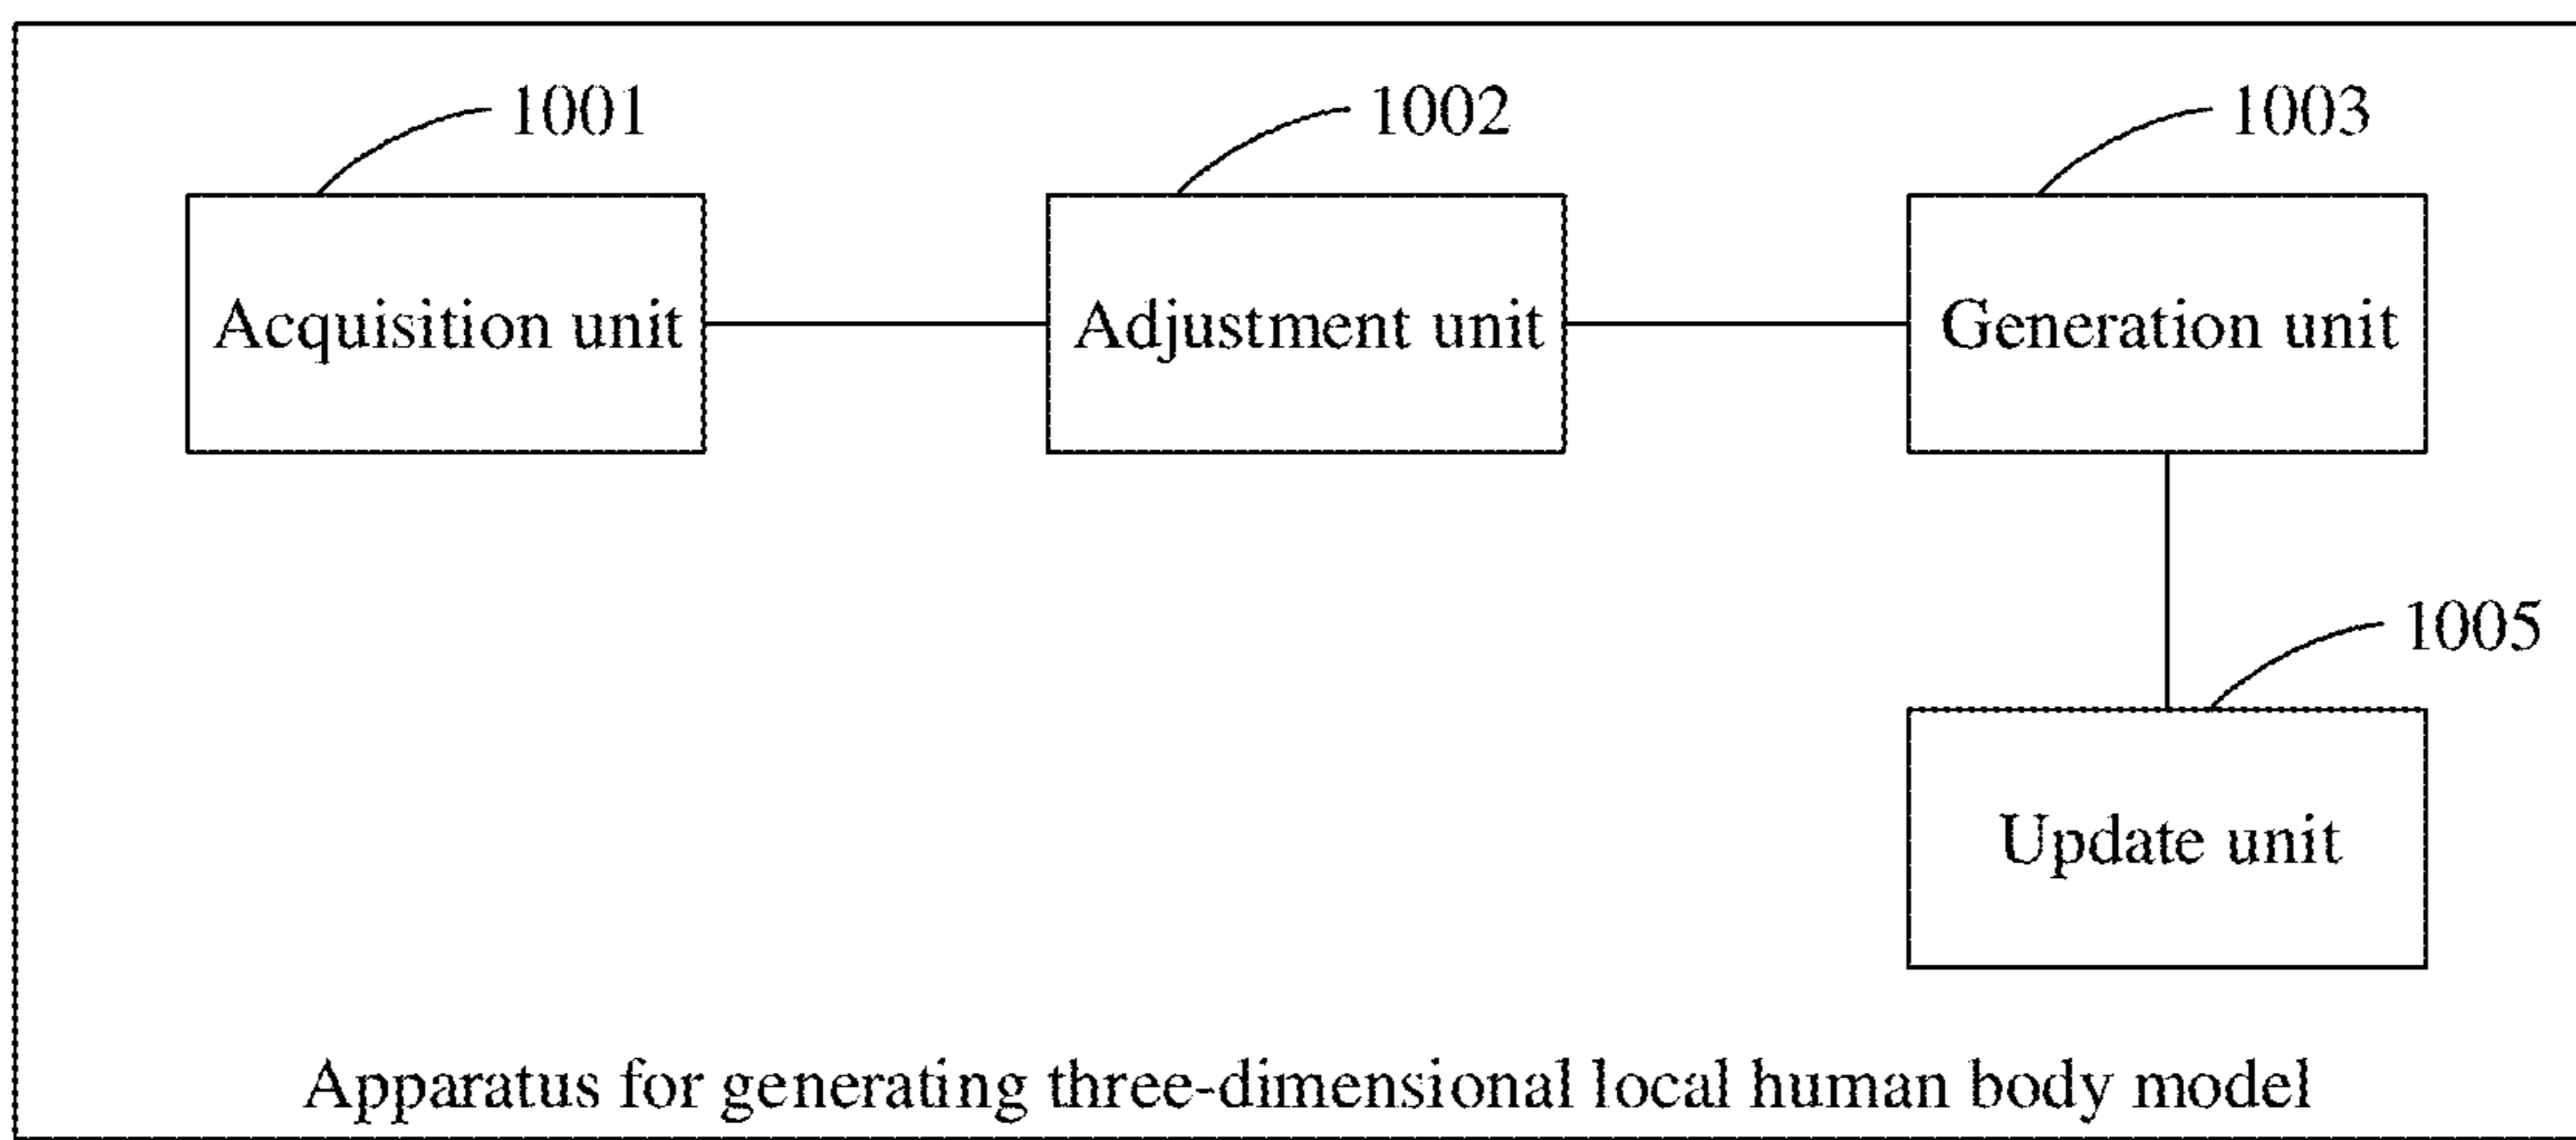 1001
1002
1003
Acquisition unit
Adjustment unit
Generation unit
1005
Update unit
Apparatus for generating three-dimensional local human body model